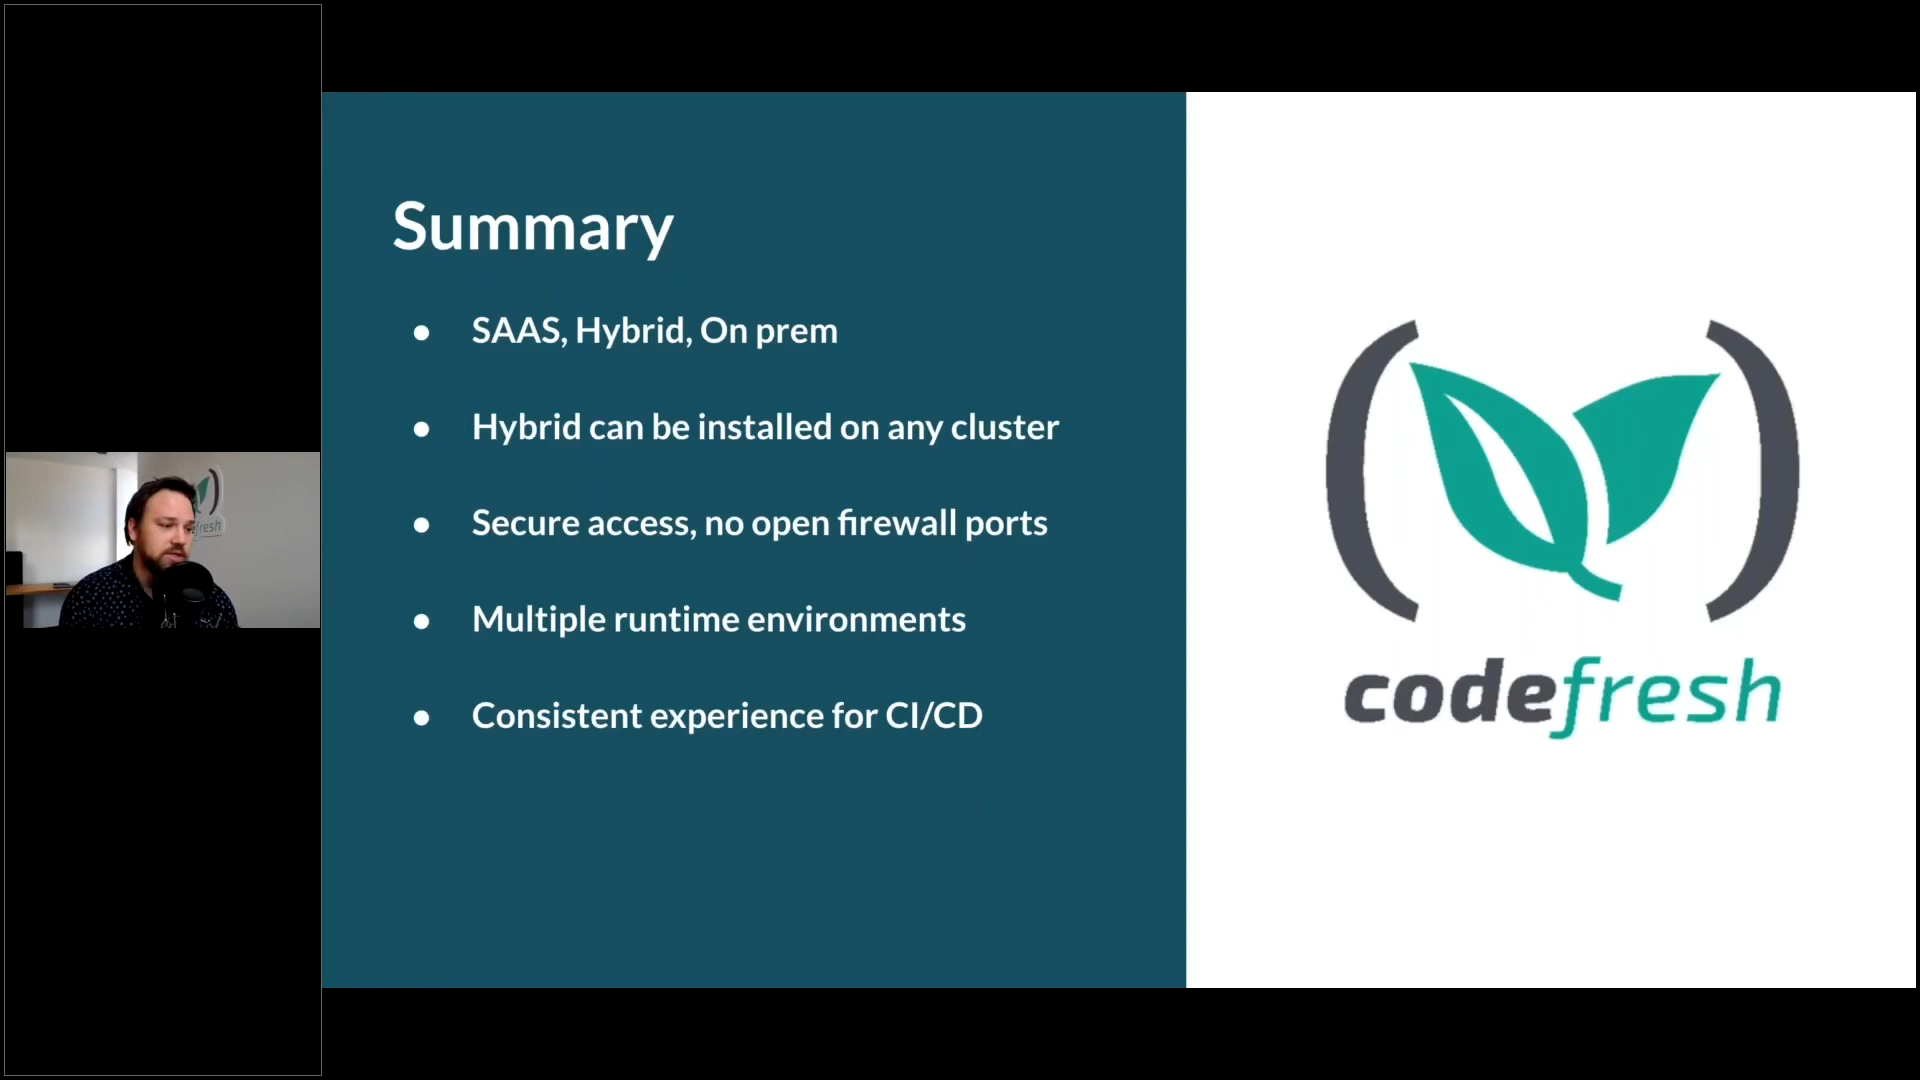 Summary
● SAAS, Hybrid, On prem
● Hybrid can be installed on any cluster
● Secure access, no open firewall ports
● Multiple runtime environments
● Consistent experience for CI/CD
codefresh
fresh